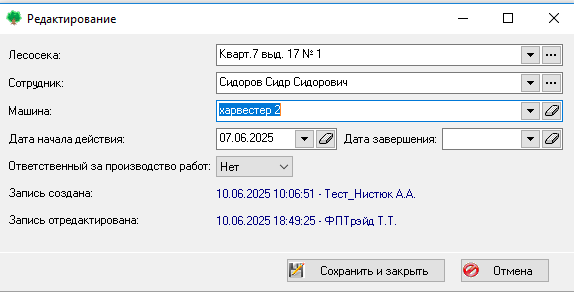 Редактирование
Лесосека: Кварт.7 выд. 17 № 1
Сотрудник: Сидоров Сидр Сидорович
Машина: харвестер 2
Дата начала действия: 07.06.2025 Дата завершения:
Ответственный за производство работ: Нет
Запись создана: 10.06.2025 10:06:51 - Тест_Нистюк А.А.
Запись отредактирована: 10.06.2025 18:49:25 - ФПТрэйд Т.Т.
Сохранить и закрыть Отмена